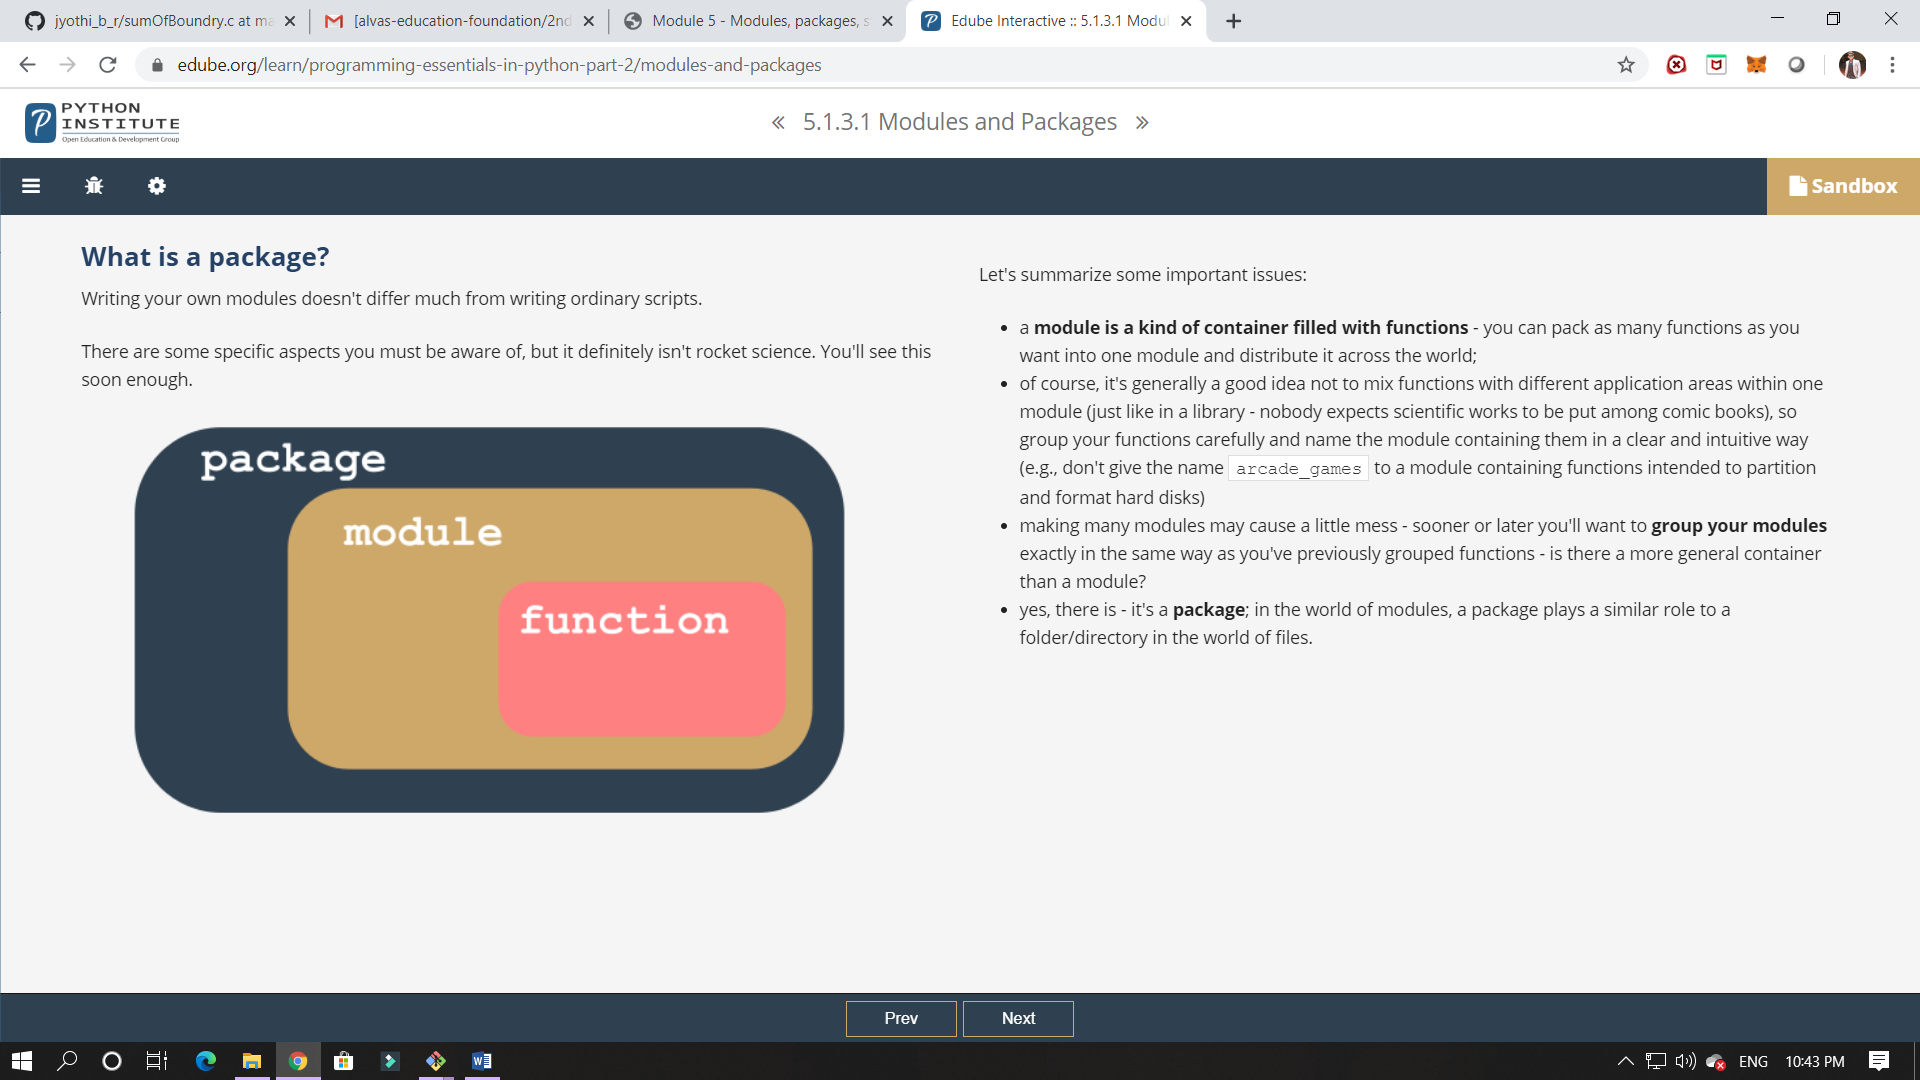 jyothi_b_r/sumOfBoundry.c at ma
[alvas-education-foundation/2nd
Module 5 - Modules, packages, s
Edube Interactive :: 5.1.3.1 Modul
edube.org/learn/programming-essentials-in-python-part-2/modules-and-packages
PYTHON
INSTITUTE
Open Education & Development Group
« 5.1.3.1 Modules and Packages »
Sandbox
What is a package?
Writing your own modules doesn't differ much from writing ordinary scripts.
There are some specific aspects you must be aware of, but it definitely isn't rocket science. You'll see this
soon enough.
package
module
function
Let's summarize some important issues:
• a module is a kind of container filled with functions - you can pack as many functions as you
want into one module and distribute it across the world;
• of course, it's generally a good idea not to mix functions with different application areas within one
module (just like in a library - nobody expects scientific works to be put among comic books), so
group your functions carefully and name the module containing them in a clear and intuitive way
(e.g., don't give the name arcade_games to a module containing functions intended to partition
and format hard disks)
• making many modules may cause a little mess - sooner or later you'll want to group your modules
exactly in the same way as you've previously grouped functions - is there a more general container
than a module?
• yes, there is - it's a package; in the world of modules, a package plays a similar role to a
folder/directory in the world of files.
Prev
Next
ENG
10:43 PM